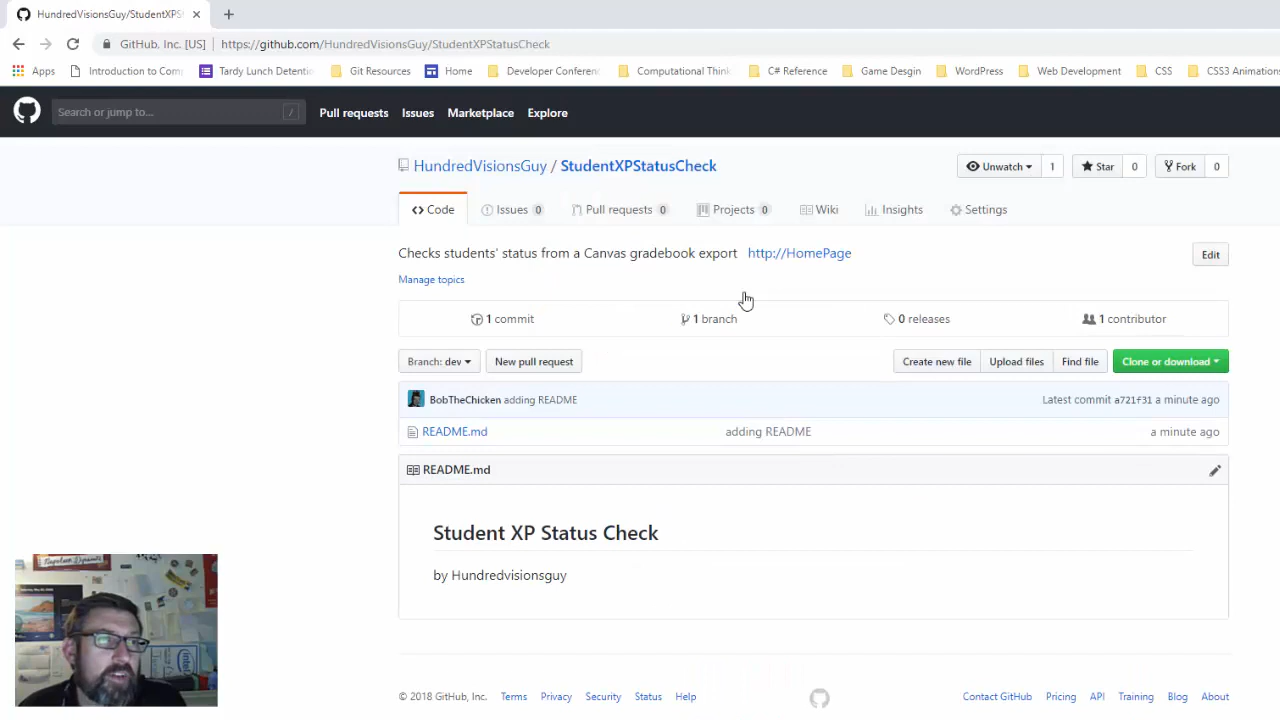 HundredVisionsGuy/StudentXPSt
GitHub, Inc. [US] | https://github.com/HundredVisionsGuy/StudentXPStatusCheck
Apps Introduction to Com Tardy Lunch Detentio Git Resources Home Developer Conferenc Computational Think C# Reference Game Desgin WordPress Web Development CSS CSS3 Animations
Search or jump to... / Pull requests Issues Marketplace Explore
HundredVisionsGuy / StudentXPStatusCheck Unwatch 1 Star 0 Fork 0
Code Issues 0 Pull requests 0 Projects 0 Wiki Insights Settings
Checks students' status from a Canvas gradebook export http://HomePage Edit
Manage topics
1 commit 1 branch 0 releases 1 contributor
Branch: dev New pull request Create new file Upload files Find file Clone or download
BobTheChicken adding README Latest commit a721f31 a minute ago
README.md adding README a minute ago
README.md
Student XP Status Check
by Hundredvisionsguy
intel
© 2018 GitHub, Inc. Terms Privacy Security Status Help Contact GitHub Pricing API Training Blog About